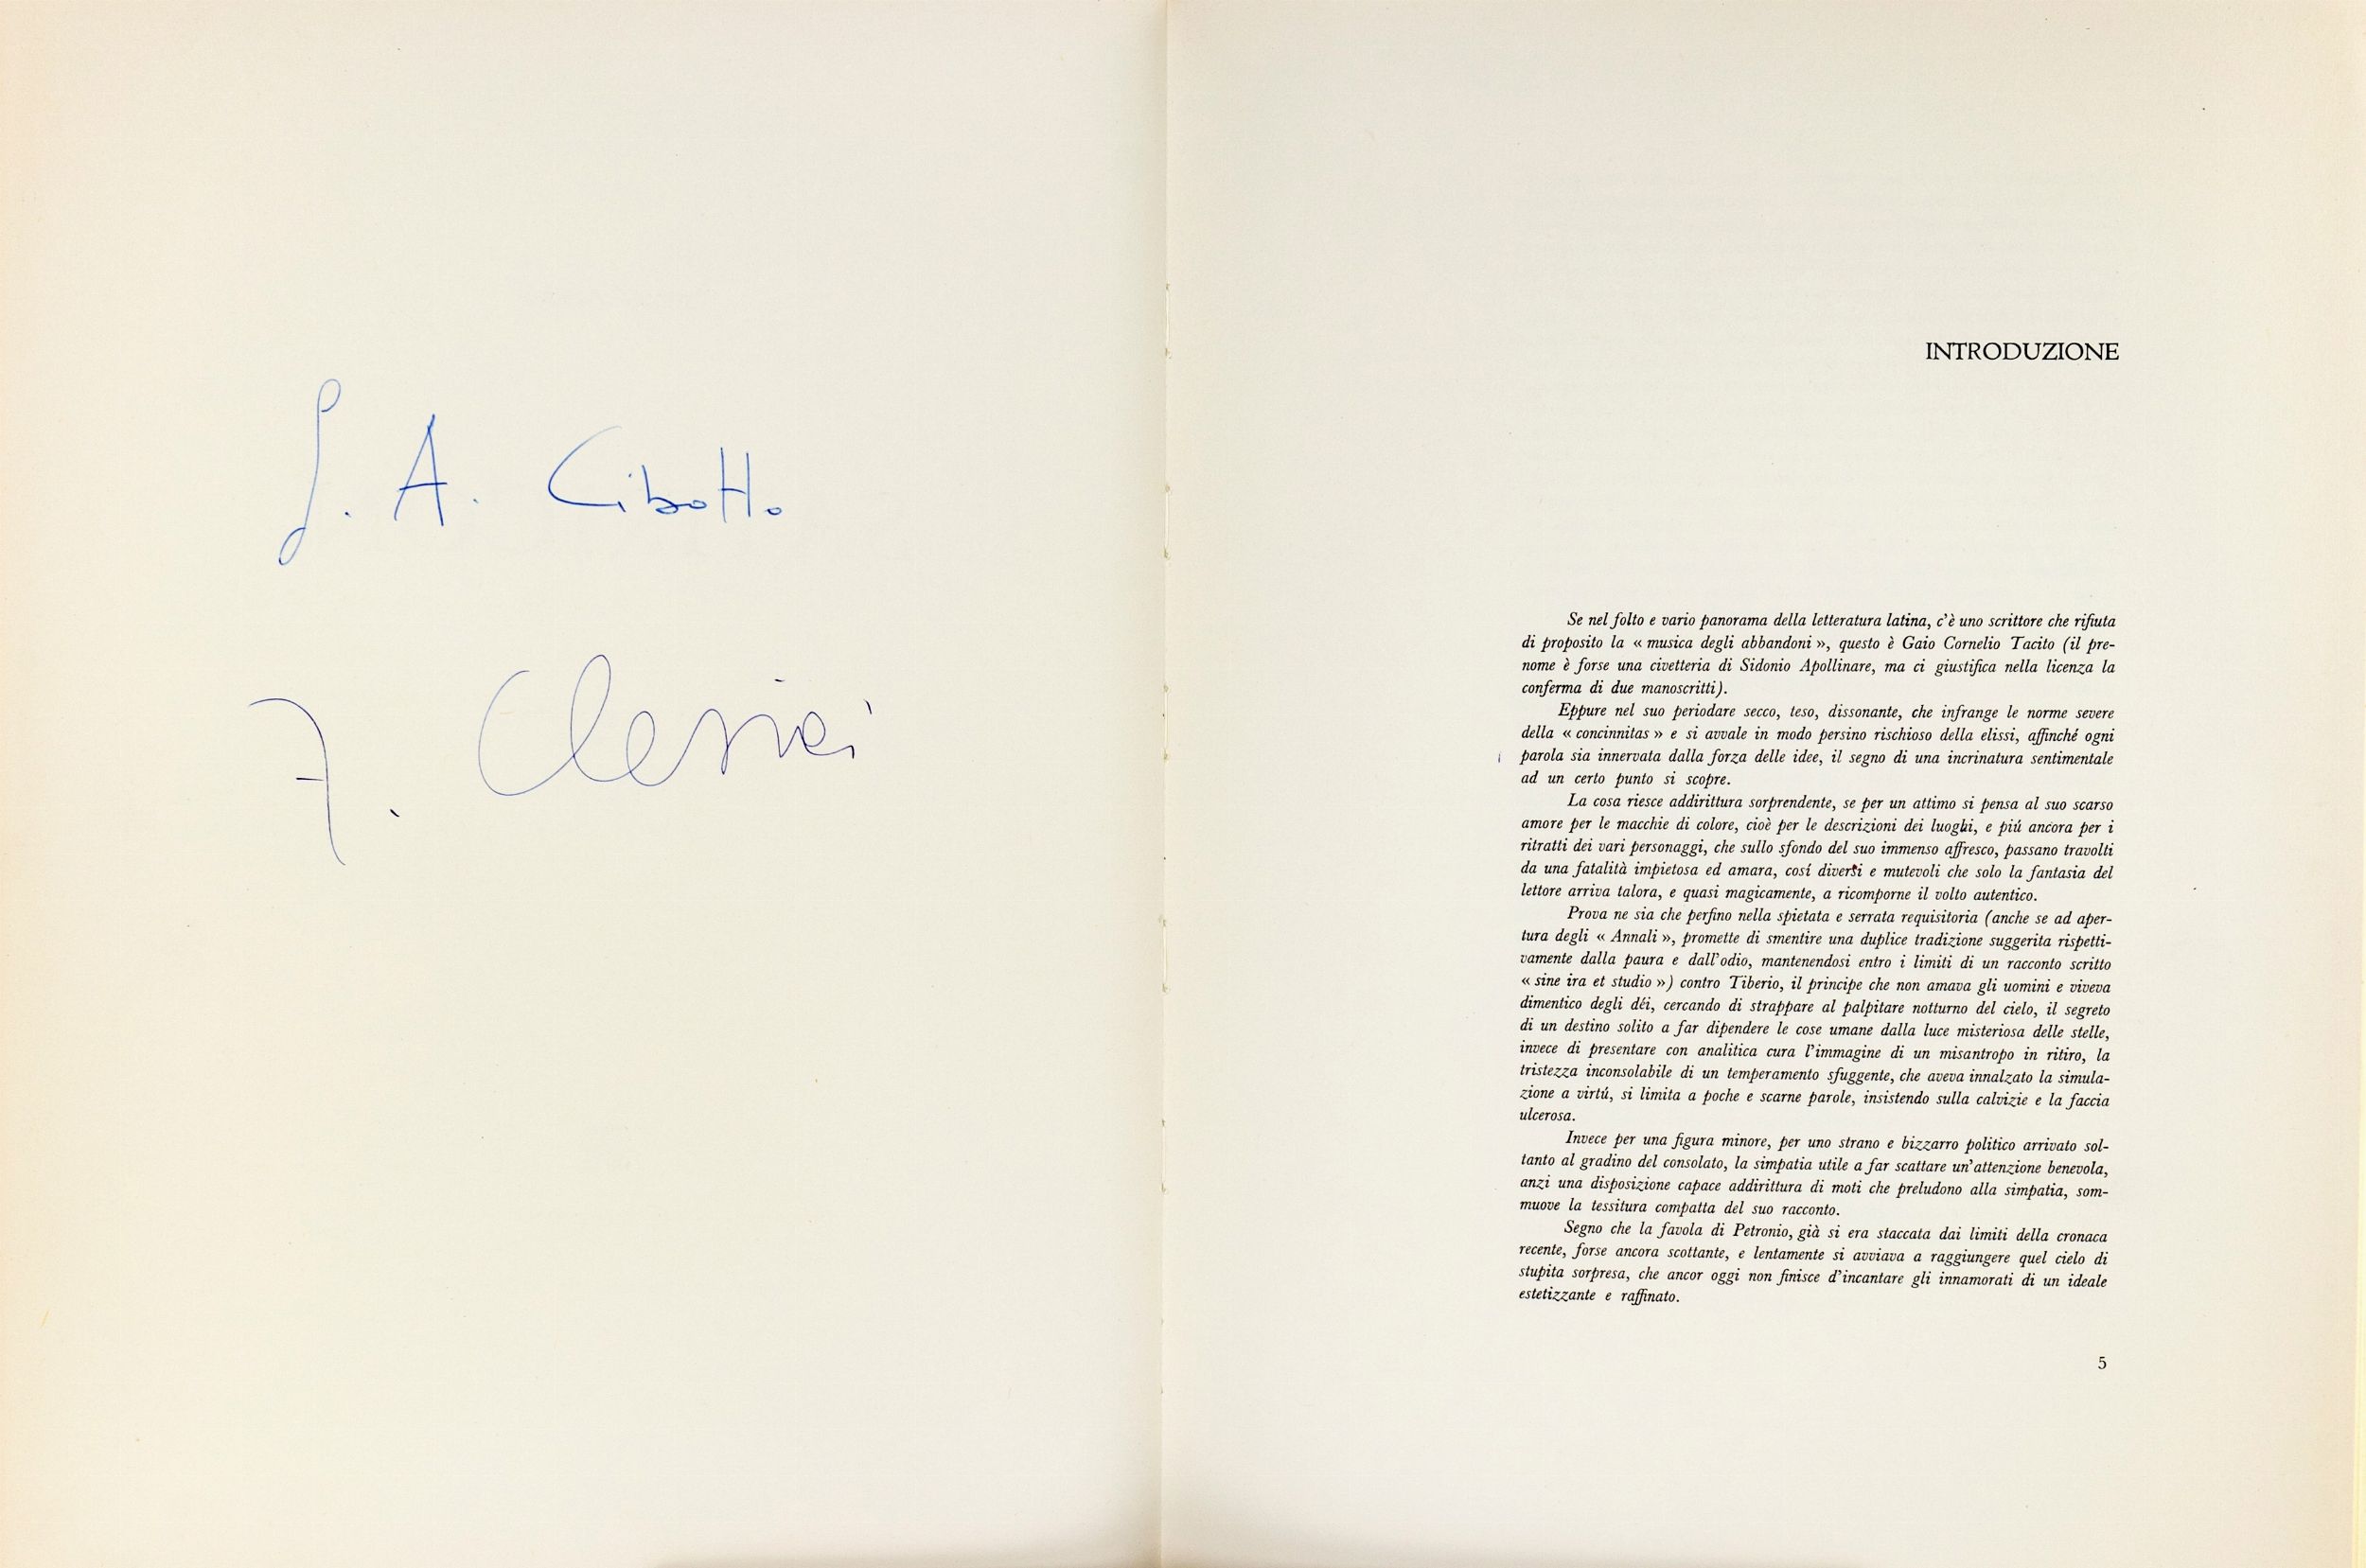 G. A. Cibotto
F. Clerici
INTRODUZIONE
Se nel folto e vario panorama della letteratura latina, c'è uno scrittore che rifiuta
di proposito la « musica degli abbandoni », questo è Gaio Cornelio Tacito (il pre-
nome è forse una civetteria di Sidonio Apollinare, ma ci giustifica nella licenza la
conferma di due manoscritti).
Eppure nel suo periodare secco, teso, dissonante, che infrange le norme severe
della « concinnitas » e si avvale in modo persino rischioso della elissi, affinché ogni
parola sia innervata dalla forza delle idee, il segno di una incrinatura sentimentale
ad un certo punto si scopre.
La cosa riesce addirittura sorprendente, se per un attimo si pensa al suo scarso
amore per le macchie di colore, cioè per le descrizioni dei luoghi, e piú ancora per i
ritratti dei vari personaggi, che sullo sfondo del suo immenso affresco, passano travolti
da una fatalità impietosa ed amara, cosí diversi e mutevoli che solo la fantasia del
lettore arriva talora, e quasi magicamente, a ricomporne il volto autentico.
Prova ne sia che perfino nella spietata e serrata requisitoria (anche se ad aper-
tura degli « Annali », promette di smentire una duplice tradizione suggerita rispetti-
vamente dalla paura e dall'odio, mantenendosi entro i limiti di un racconto scritto
« sine ira et studio ») contro Tiberio, il principe che non amava gli uomini e viveva
dimentico degli déi, cercando di strappare al palpitare notturno del cielo, il segreto
di un destino solito a far dipendere le cose umane dalla luce misteriosa delle stelle,
invece di presentare con analitica cura l'immagine di un misantropo in ritiro, la
tristezza inconsolabile di un temperamento sfuggente, che aveva innalzato la simula-
zione a virtú, si limita a poche e scarne parole, insistendo sulla calvizie e la faccia
ulcerosa.
Invece per una figura minore, per uno strano e bizzarro politico arrivato sol-
tanto al gradino del consolato, la simpatia utile a far scattare un'attenzione benevola,
anzi una disposizione capace addirittura di moti che preludono alla simpatia, som-
muove la tessitura compatta del suo racconto.
Segno che la favola di Petronio, già si era staccata dai limiti della cronaca
recente, forse ancora scottante, e lentamente si avviava a raggiungere quel cielo di
stupita sorpresa, che ancor oggi non finisce d'incantare gli innamorati di un ideale
estetizzante e raffinato.
5